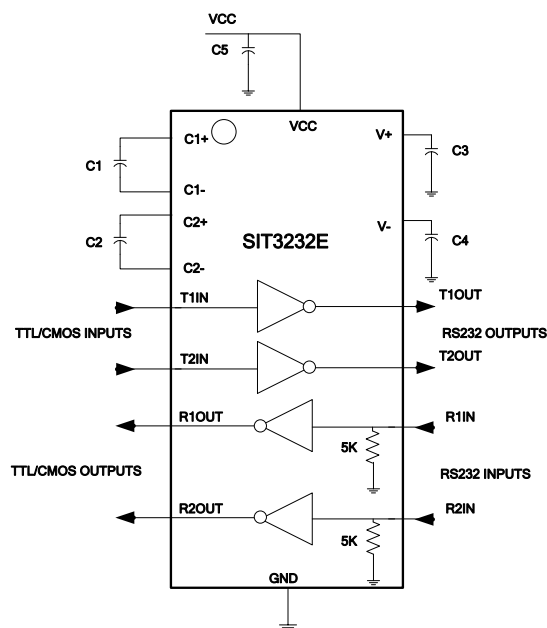 VCC
C5
VCC
C1+
V+
C1
C3
C1-
C2+
V-
C2
SIT3232E
C4
C2-
T1IN
T1OUT
TTL/CMOS INPUTS
RS232 OUTPUTS
T2IN
T2OUT
R1OUT
R1IN
5K
TTL/CMOS OUTPUTS
RS232 INPUTS
R2OUT
R2IN
5K
GND